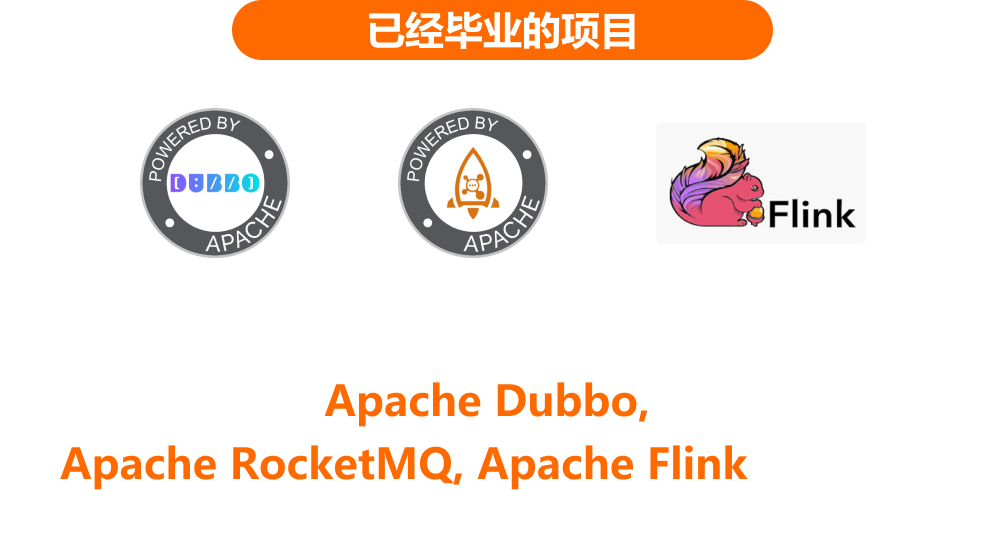 已经毕业的项目
POWERED BY
DUBBO
APACHE
POWERED BY
APACHE
Flink
Apache Dubbo,
Apache RocketMQ, Apache Flink